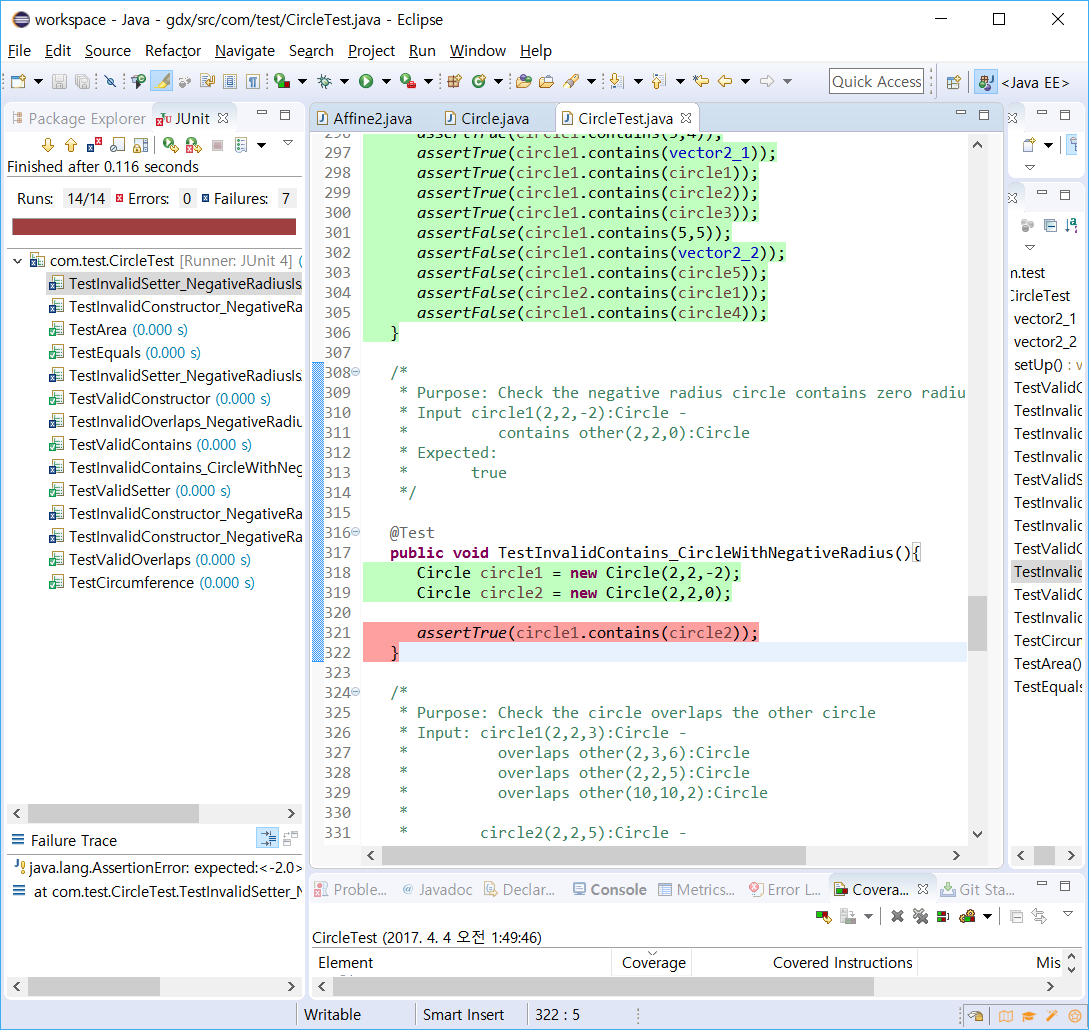 workspace - Java - gdx/src/com/test/CircleTest.java - Eclipse
File Edit Source Refactor Navigate Search Project Run Window Help
Quick Access
<Java EE>
Package Explorer
JUnit
Finished after 0.116 seconds
Runs: 14/14 Errors: 0 Failures: 7
com.test.CircleTest [Runner: JUnit 4] (
TestInvalidSetter_NegativeRadiusIs
TestInvalidConstructor_NegativeRa
TestArea (0.000 s)
TestEquals (0.000 s)
TestInvalidSetter_NegativeRadiusIs
TestValidConstructor (0.000 s)
TestInvalidOverlaps_NegativeRadiu
TestValidContains (0.000 s)
TestInvalidContains_CircleWithNeg
TestValidSetter (0.000 s)
TestInvalidConstructor_NegativeRa
TestInvalidConstructor_NegativeRa
TestValidOverlaps (0.000 s)
TestCircumference (0.000 s)
Failure Trace
java.lang.AssertionError: expected:<-2.0>
at com.test.CircleTest.TestInvalidSetter_N
Affine2.java Circle.java CircleTest.java
296 assertTrue(circle1.contains(5,4));
297 assertTrue(circle1.contains(vector2_1));
298 assertTrue(circle1.contains(circle1));
299 assertTrue(circle1.contains(circle2));
300 assertTrue(circle1.contains(circle3));
301 assertFalse(circle1.contains(5,5));
302 assertFalse(circle1.contains(vector2_2));
303 assertFalse(circle1.contains(circle5));
304 assertFalse(circle2.contains(circle1));
305 assertFalse(circle1.contains(circle4));
306 }
307
308 /*
309 * Purpose: Check the negative radius circle contains zero radiu
310 * Input circle1(2,2,-2):Circle -
311 * contains other(2,2,0):Circle
312 * Expected:
313 * true
314 */
315
316 @Test
317 public void TestInvalidContains_CircleWithNegativeRadius(){
318 Circle circle1 = new Circle(2,2,-2);
319 Circle circle2 = new Circle(2,2,0);
320
321 assertTrue(circle1.contains(circle2));
322 }
323
324 /*
325 * Purpose: Check the circle overlaps the other circle
326 * Input: circle1(2,2,3):Circle -
327 * overlaps other(2,3,6):Circle
328 * overlaps other(2,2,5):Circle
329 * overlaps other(10,10,2):Circle
330 *
331 * circle2(2,2,5):Circle -
m.test
CircleTest
vector2_1
vector2_2
setUp() : v
TestValidC
TestInvalid
TestInvalid
TestInvalid
TestValidS
TestInvalid
TestInvalid
TestValidC
TestInvalid
TestValidC
TestInvalid
TestCircum
TestArea()
TestEquals
Proble... Javadoc Declar... Console Metrics... Error L... Covera... Git Sta...
CircleTest (2017. 4. 4 오전 1:49:46)
Element Coverage Covered Instructions Mis
Writable Smart Insert 322 : 5